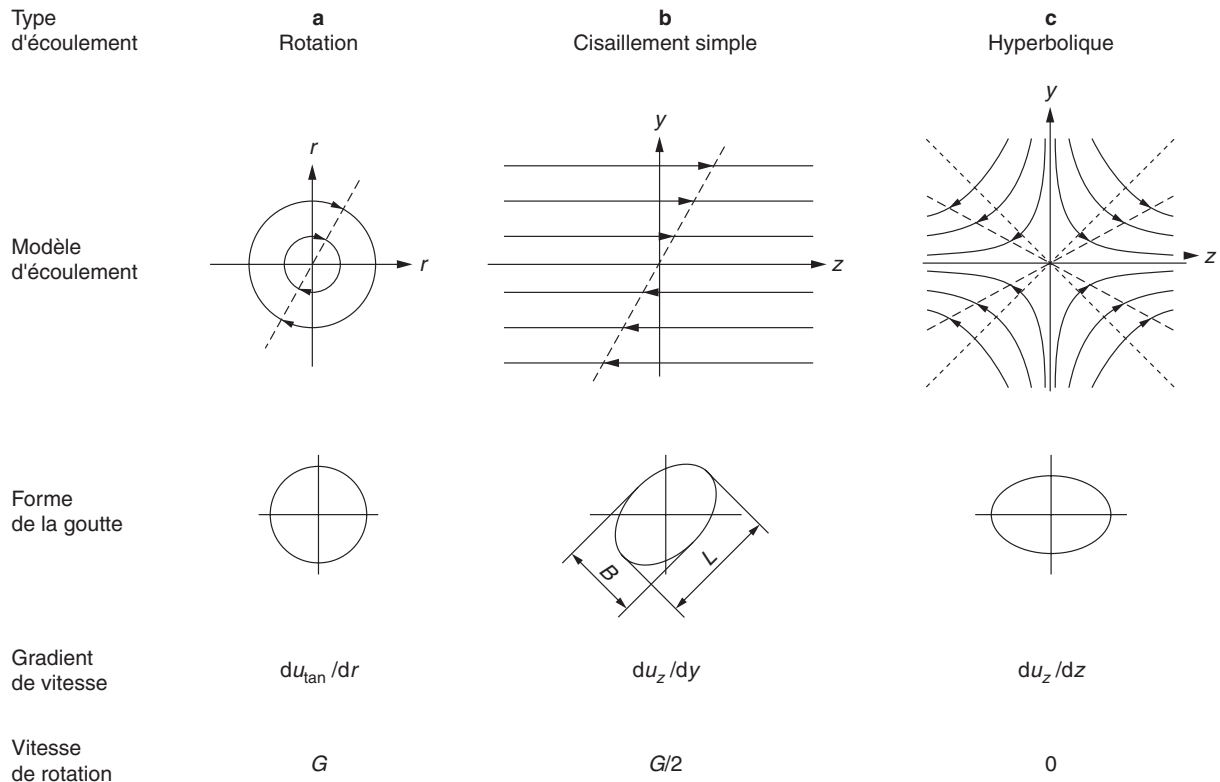 Type
d'écoulement
a
Rotation
b
Cisaillement simple
c
Hyperbolique
Modèle
d'écoulement
r
r
y
z
y
z
Forme
de la goutte
B
L
Gradient
de vitesse
du_tan /dr
du_z /dy
du_z /dz
Vitesse
de rotation
G
G/2
0